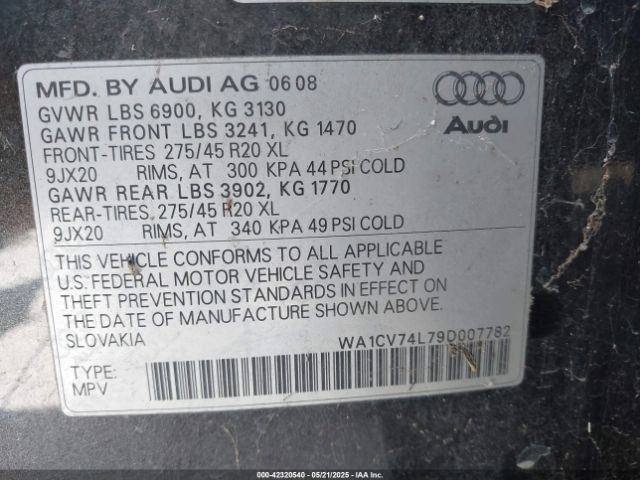 MFD. BY AUDI AG 06 08
GVWR LBS 6900, KG 3130
GAWR FRONT LBS 3241, KG 1470
FRONT-TIRES 275/45 R20 XL
9JX20 RIMS, AT 300 KPA 44 PSI COLD
GAWR REAR LBS 3902, KG 1770
REAR-TIRES 275/45 R20 XL
9JX20 RIMS, AT 340 KPA 49 PSI COLD
Audi
THIS VEHICLE CONFORMS TO ALL APPLICABLE
U.S. FEDERAL MOTOR VEHICLE SAFETY AND
THEFT PREVENTION STANDARDS IN EFFECT ON
THE DATE OF MANUFACTURE SHOWN ABOVE.
SLOVAKIA WA1CV74L79D007782
TYPE:
MPV
000-42320540 - 05/21/2025 - IAA Inc.